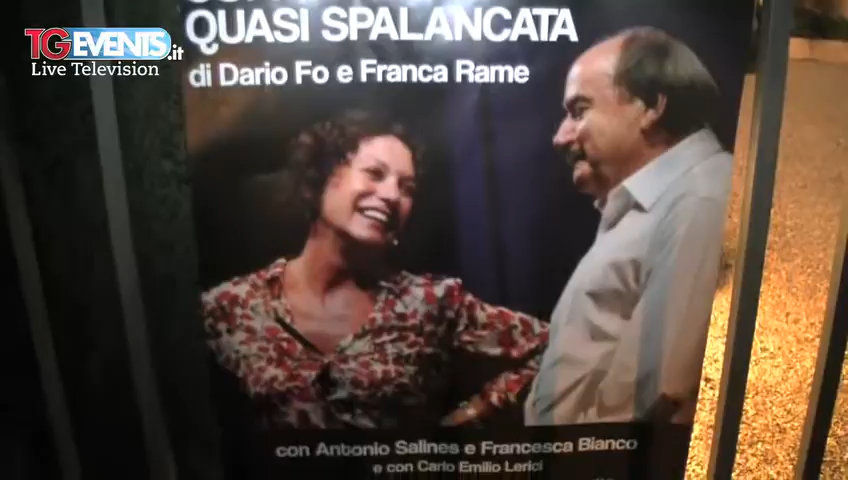 QUASI SPALANCATA
di Dario Fo e Franca Rame
TGEVENTS.it
Live Television
con Antonio Salines e Francesca Bianco
e con Carlo Emilio Lerici